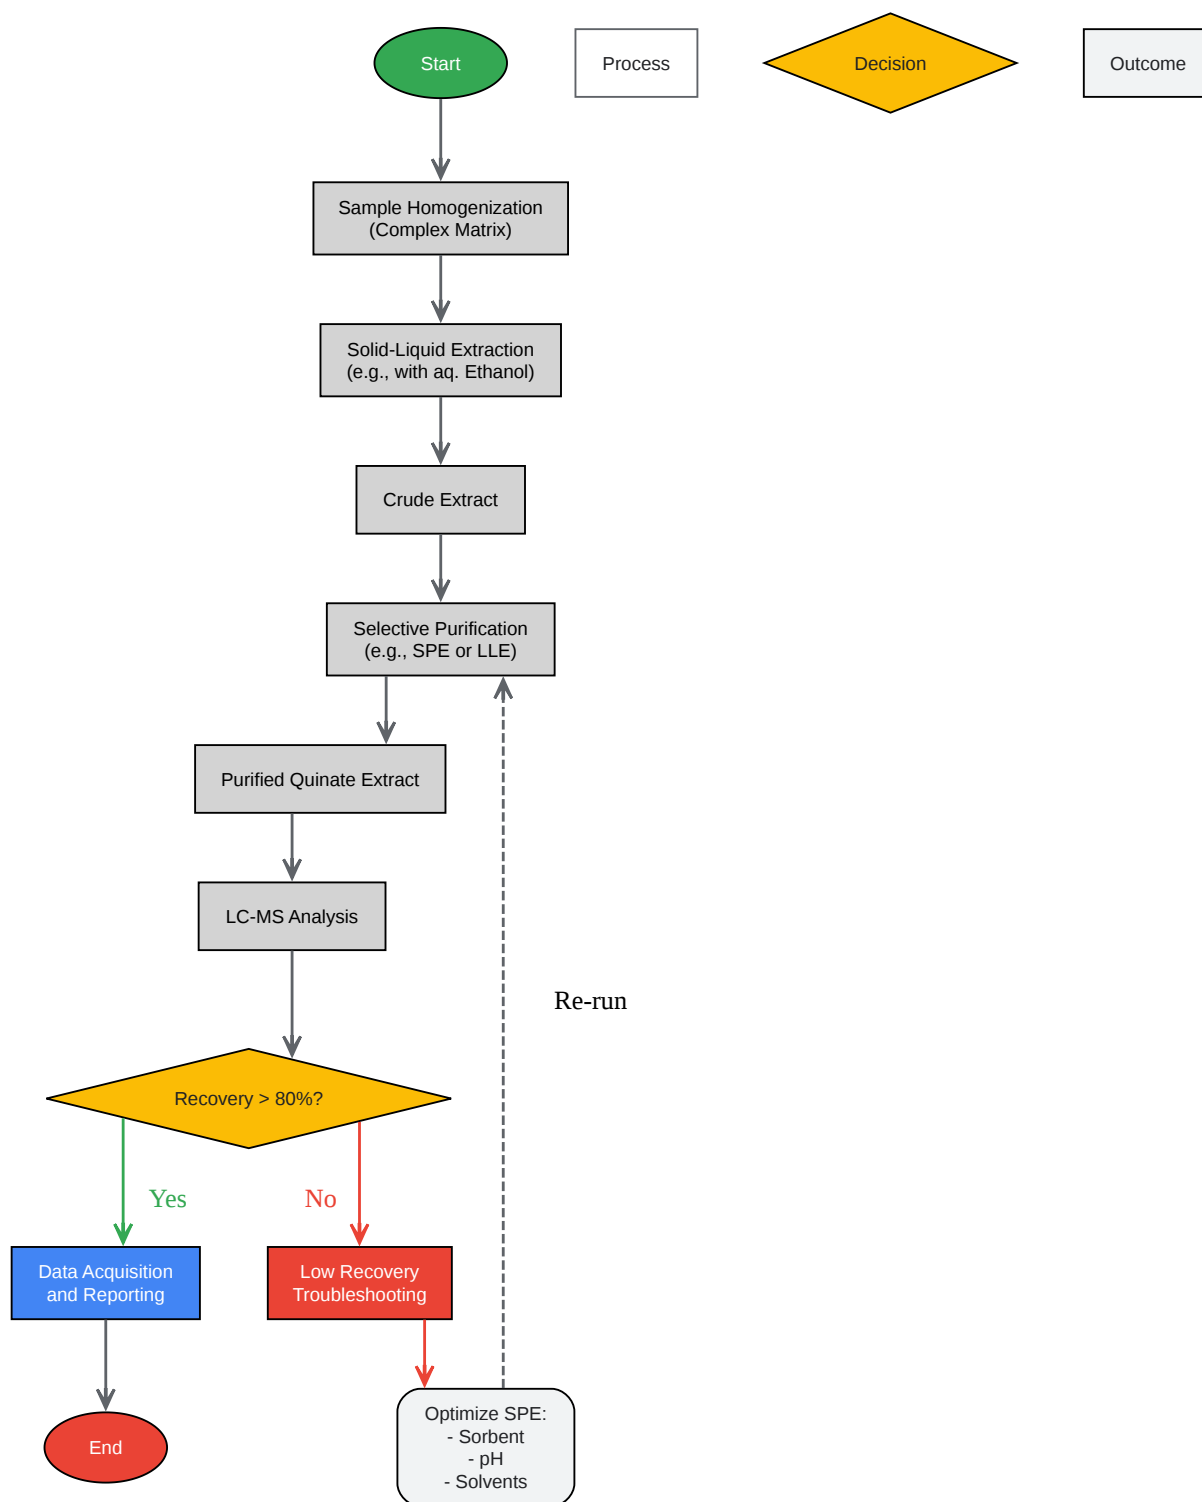 Start
Process
Decision
Outcome
Sample Homogenization
(Complex Matrix)
Solid-Liquid Extraction
(e.g., with aq. Ethanol)
Crude Extract
Selective Purification
(e.g., SPE or LLE)
Purified Quinate Extract
LC-MS Analysis
Re-run
Recovery > 80%?
Yes
No
Data Acquisition
and Reporting
Low Recovery
Troubleshooting
End
Optimize SPE:
- Sorbent
- pH
- Solvents